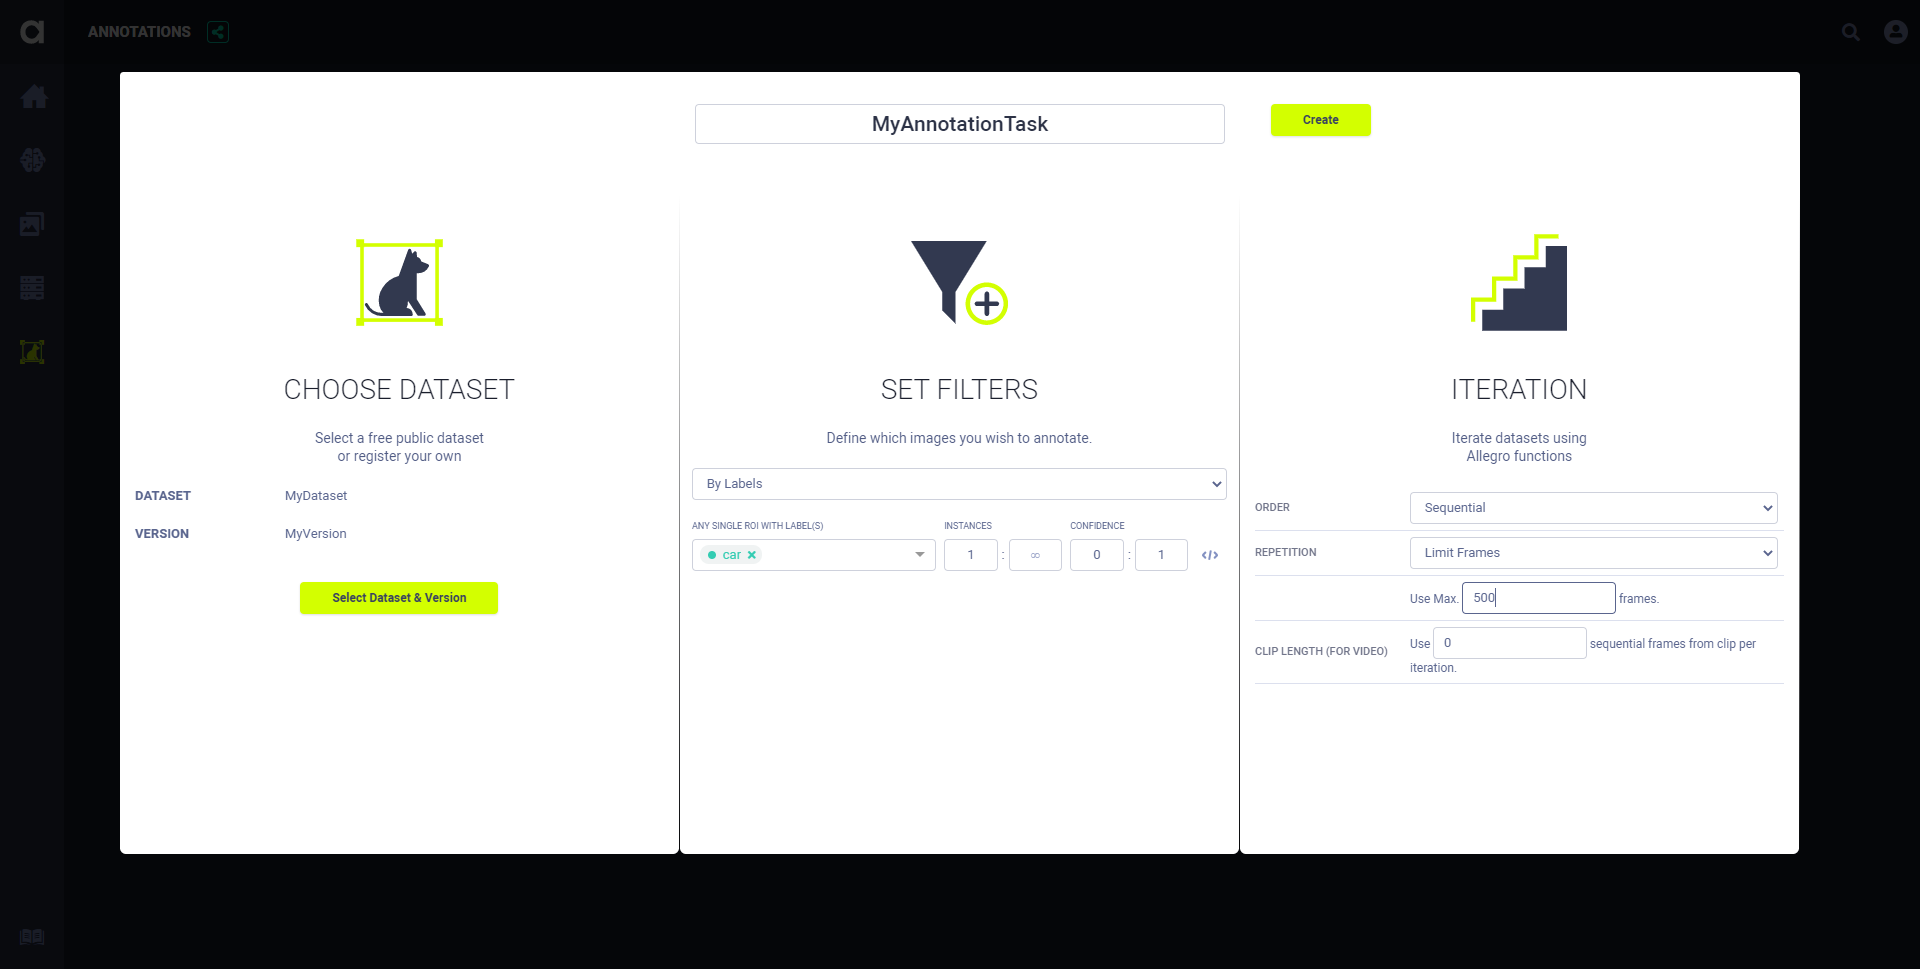 ANNOTATIONS
MyAnnotationTask
Create
CHOOSE DATASET
Select a free public dataset
or register your own
DATASET MyDataset
VERSION MyVersion
Select Dataset & Version
SET FILTERS
Define which images you wish to annotate.
By Labels
ANY SINGLE ROI WITH LABEL(S) INSTANCES CONFIDENCE
car 1 : ∞ 0 : 1 </>
ITERATION
Iterate datasets using
Allegro functions
ORDER Sequential
REPETITION Limit Frames
Use Max. 500 frames.
CLIP LENGTH (FOR VIDEO) Use 0 sequential frames from clip per
iteration.